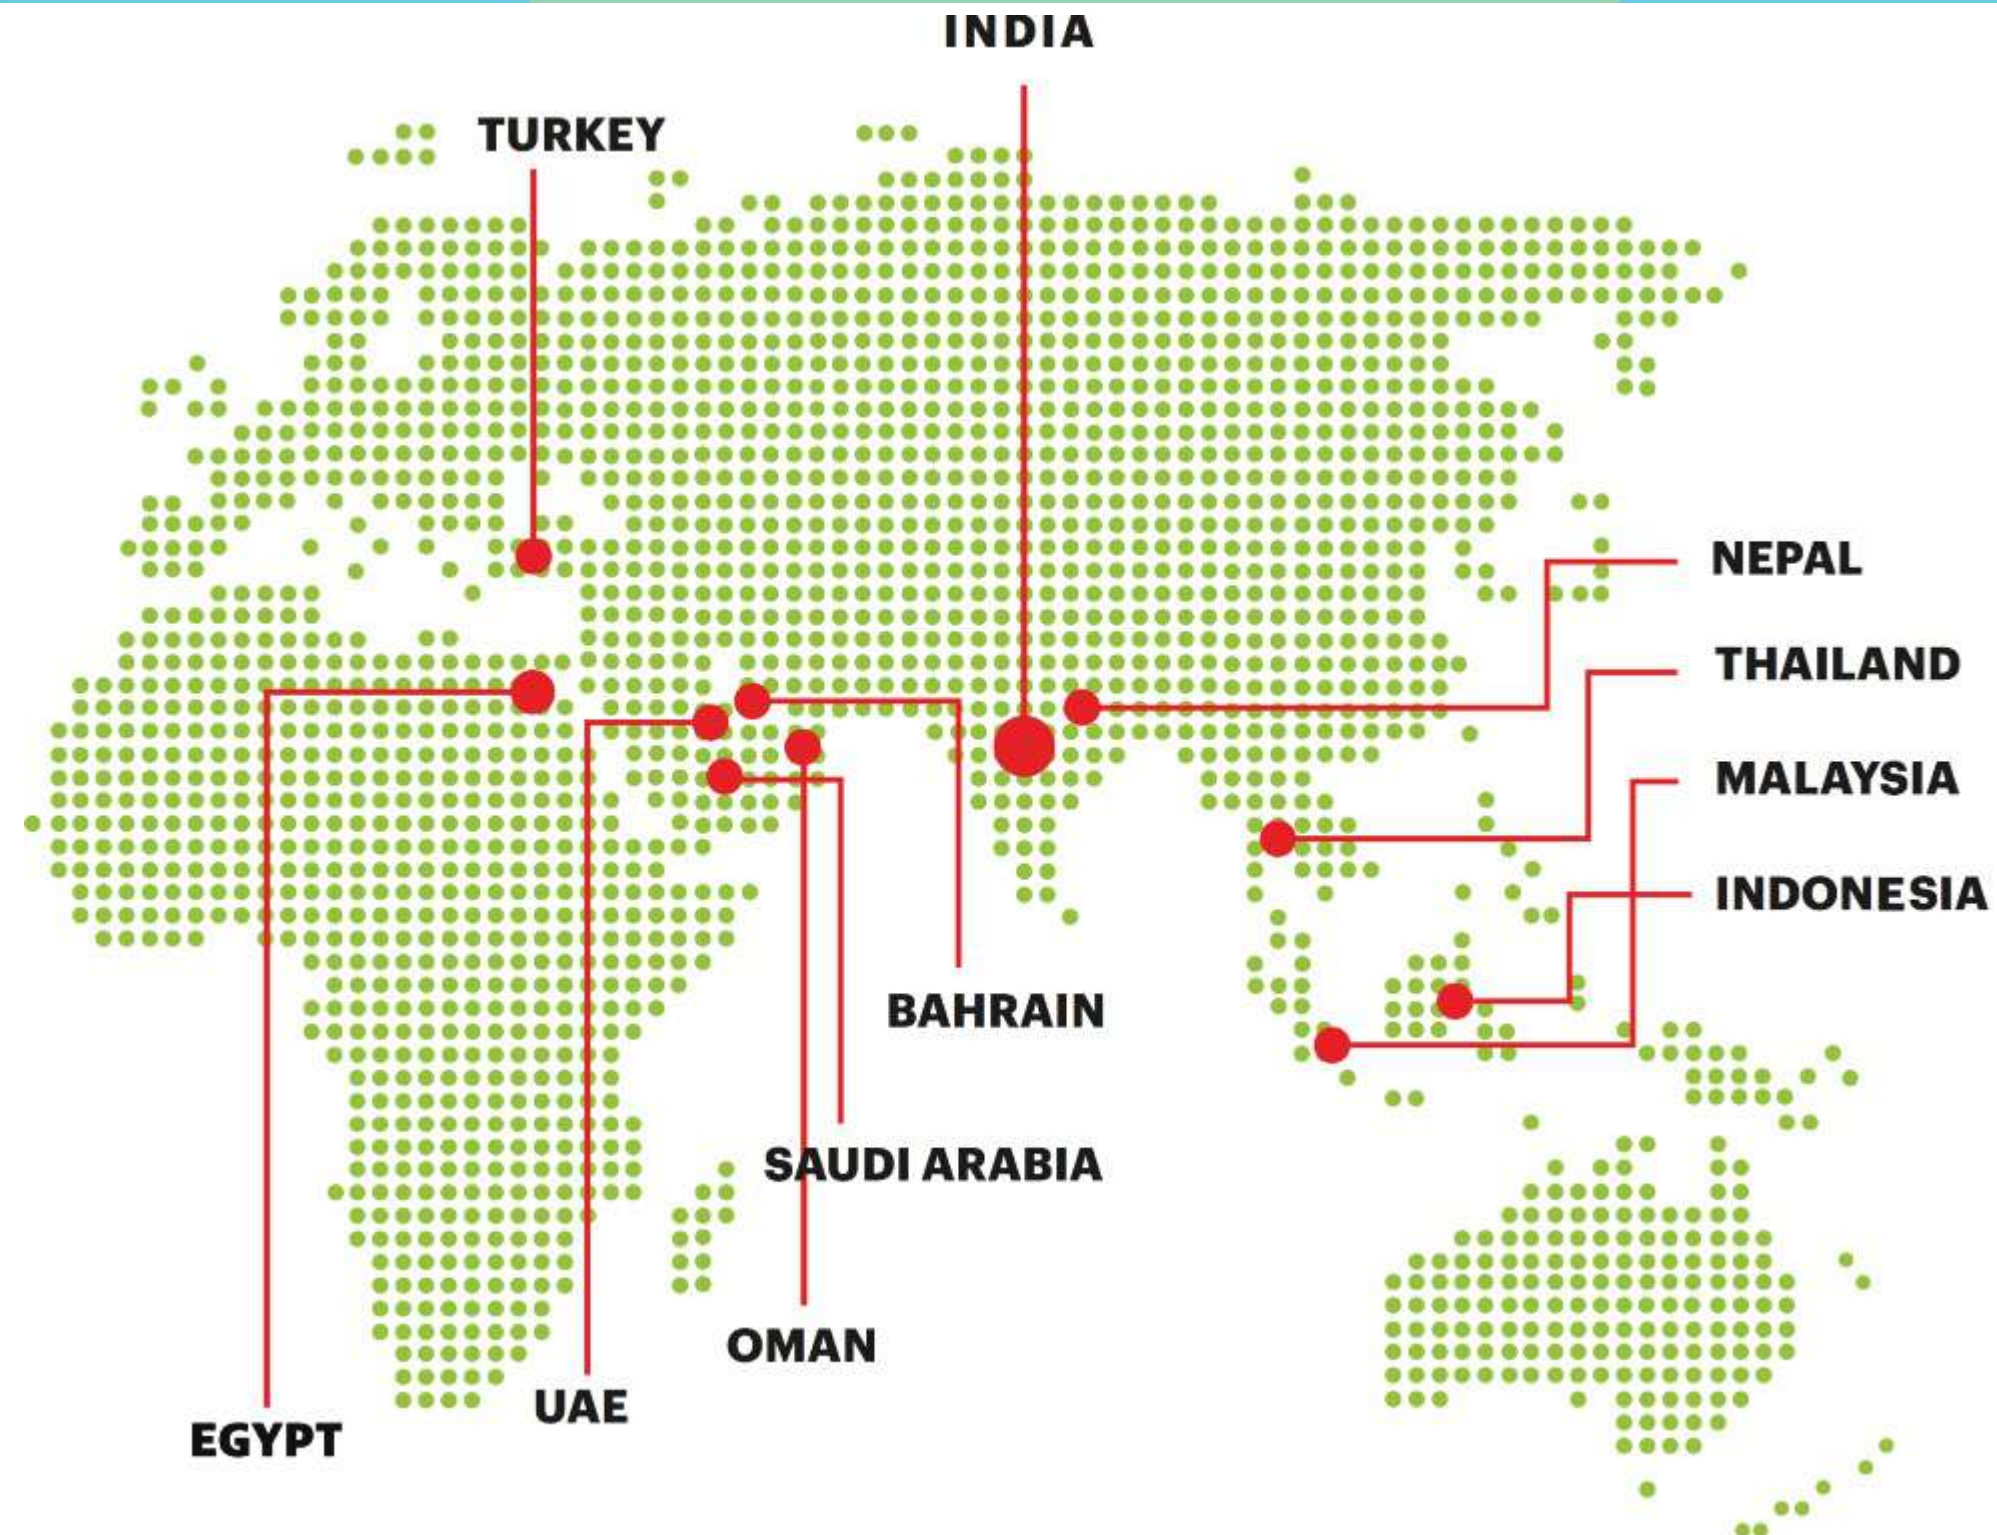 INDIA
TURKEY
NEPAL
THAILAND
MALAYSIA
INDONESIA
BAHRAIN
SAUDI ARABIA
OMAN
UAE
EGYPT